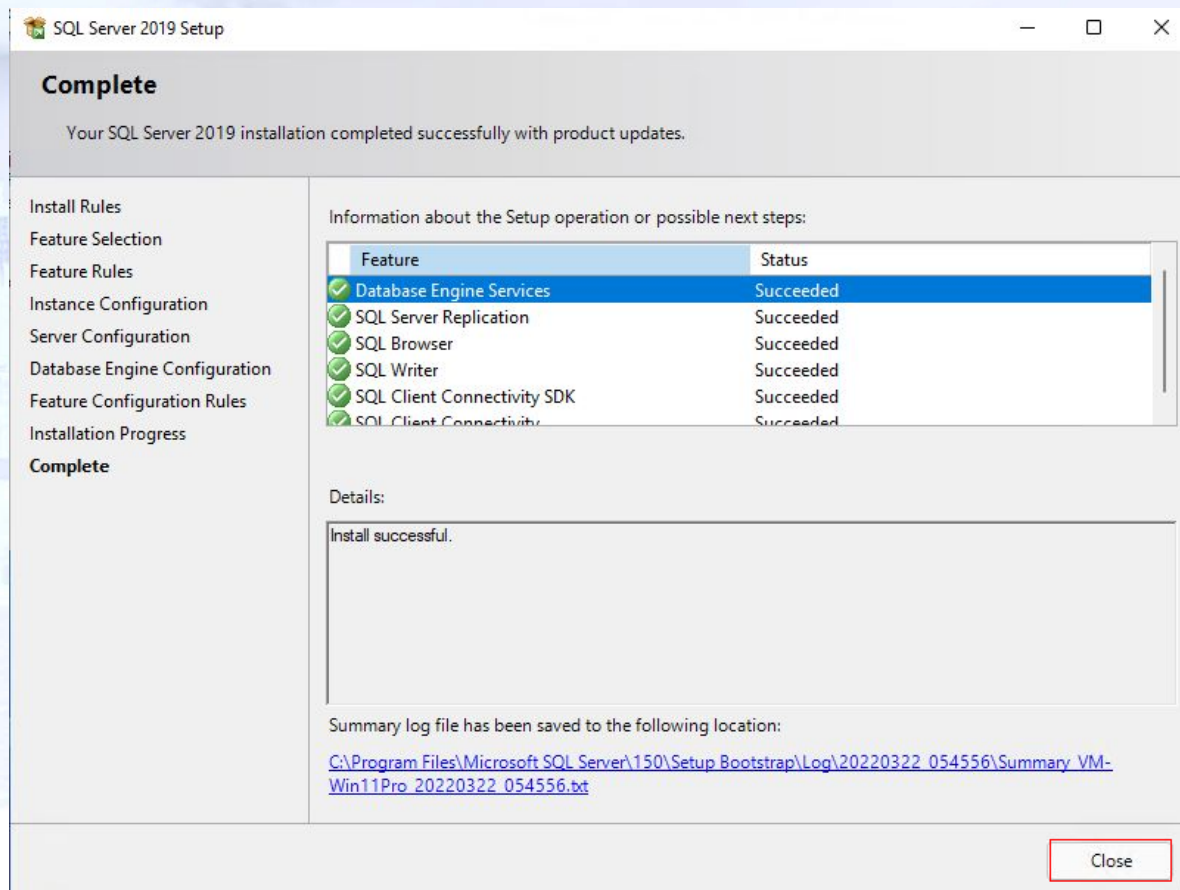 SQL Server 2019 Setup
Complete
Your SQL Server 2019 installation completed successfully with product updates.
Install Rules
Feature Selection
Feature Rules
Instance Configuration
Server Configuration
Database Engine Configuration
Feature Configuration Rules
Installation Progress
Complete
Information about the Setup operation or possible next steps:
Feature Status
Database Engine Services Succeeded
SQL Server Replication Succeeded
SQL Browser Succeeded
SQL Writer Succeeded
SQL Client Connectivity SDK Succeeded
SQL Client Connectivity Succeeded
Details:
Install successful.
Summary log file has been saved to the following location:
C:\Program Files\Microsoft SQL Server\150\Setup Bootstrap\Log\20220322_054556\Summary_VM-
Win11Pro_20220322_054556.txt
Close